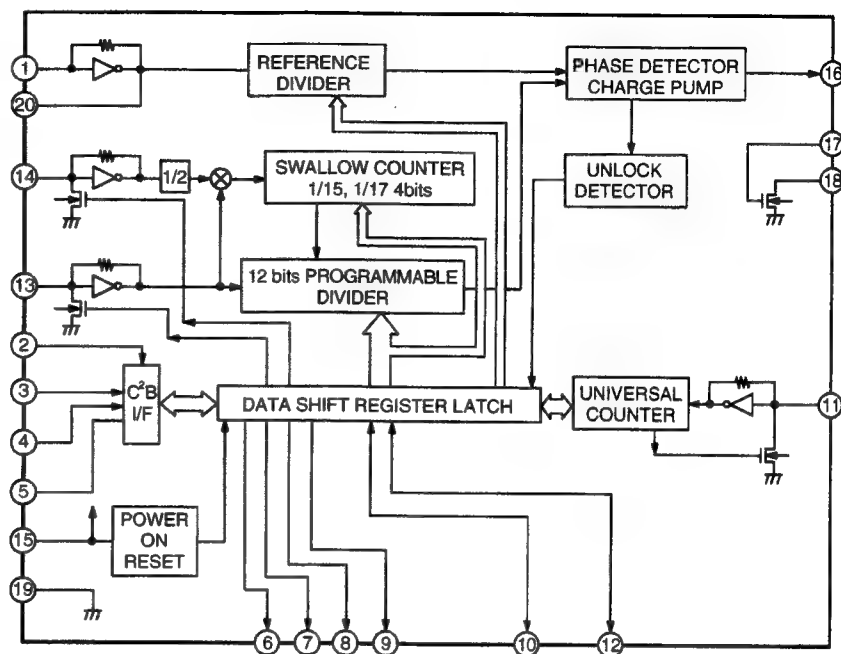 1
REFERENCE
DIVIDER
PHASE DETECTOR
CHARGE PUMP
16
20
17
14
1/2
SWALLOW COUNTER
1/15, 1/17 4bits
UNLOCK
DETECTOR
18
13
12 bits PROGRAMMABLE
DIVIDER
2
3
C²B
I/F
DATA SHIFT REGISTER LATCH
UNIVERSAL
COUNTER
11
4
5
15
POWER
ON
RESET
19
6
7
8
9
10
12